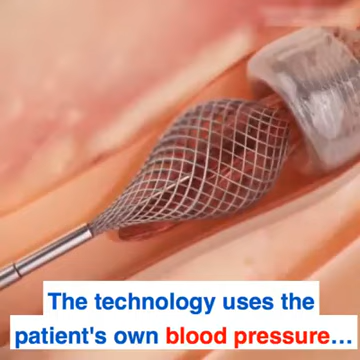 The technology uses the
patient's own blood pressure...